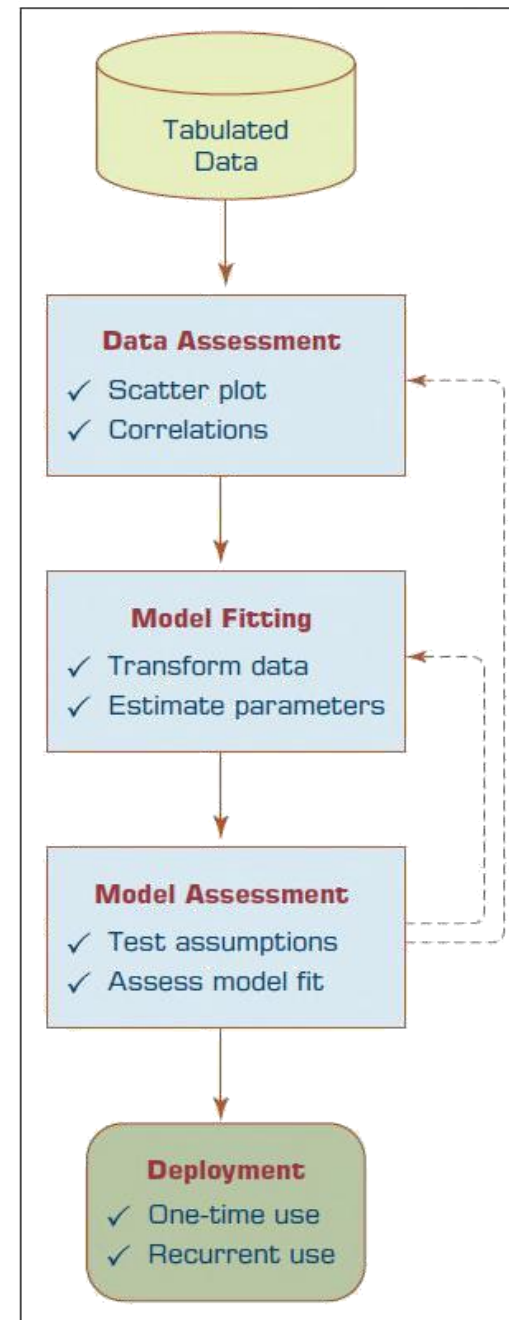 Tabulated
Data
Data Assessment
✓ Scatter plot
✓ Correlations
Model Fitting
✓ Transform data
✓ Estimate parameters
Model Assessment
✓ Test assumptions
✓ Assess model fit
Deployment
✓ One-time use
✓ Recurrent use